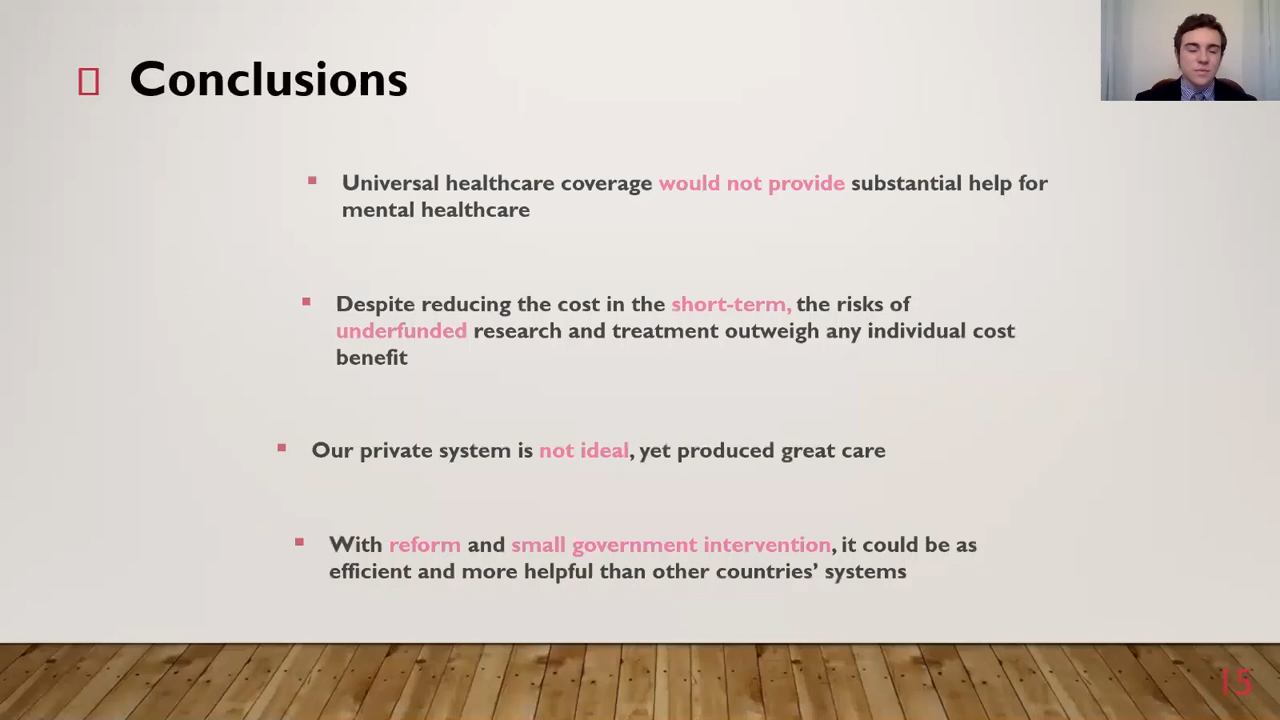 Conclusions
Universal healthcare coverage would not provide substantial help for
mental healthcare
Despite reducing the cost in the short-term, the risks of
underfunded research and treatment outweigh any individual cost
benefit
Our private system is not ideal, yet produced great care
With reform and small government intervention, it could be as
efficient and more helpful than other countries’ systems
15